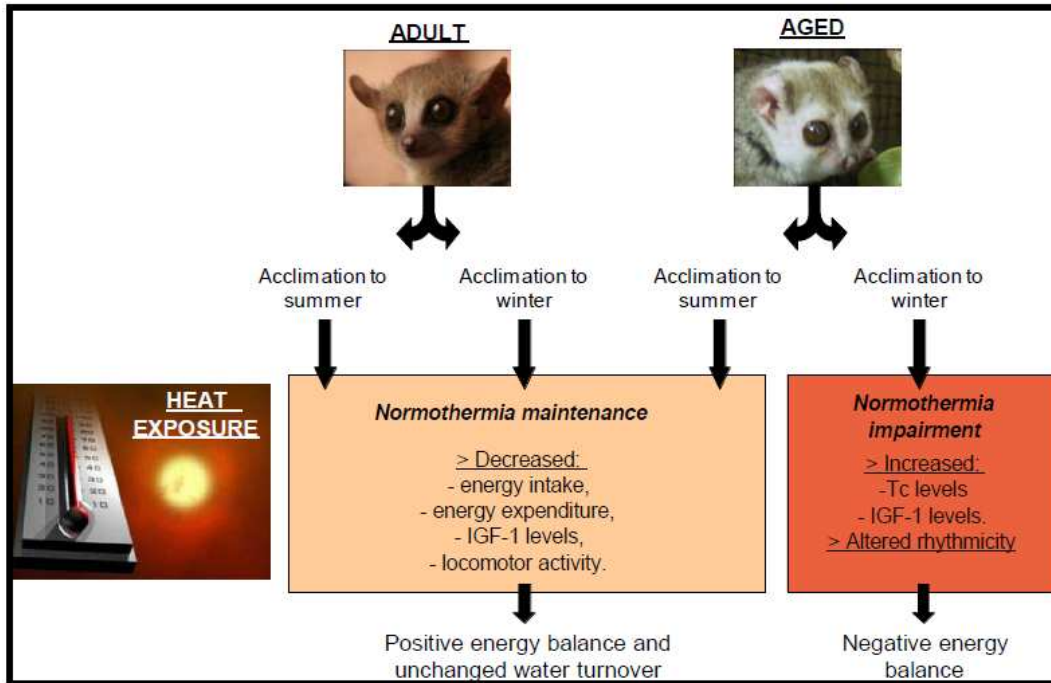 ADULT
AGED
Acclimation to
summer
Acclimation to
winter
Acclimation to
summer
Acclimation to
winter
HEAT
EXPOSURE
Normothermia maintenance
> Decreased:
- energy intake,
- energy expenditure,
- IGF-1 levels,
- locomotor activity.
Normothermia
impairment
> Increased:
-Tc levels
- IGF-1 levels.
> Altered rhythmicity
Positive energy balance and
unchanged water turnover
Negative energy
balance